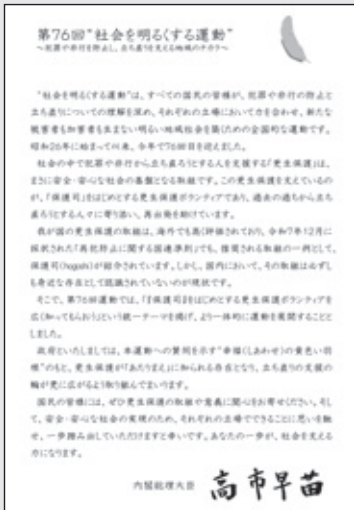 第76回“社会を明るくする運動”
～犯罪や非行を防止し、立ち直りを支える地域のチカラ～
“社会を明るくする運動”は、すべての国民の皆様が、犯罪や非行の防止と
立ち直りについての理解を深め、それぞれの立場において力を合わせ、新たな
被害者も加害者も生まない明るい地域社会を築くための全国的な運動です。
昭和26年に始まって以来、今年で76回目を迎えました。
社会の中で犯罪や非行から立ち直ろうとする人を支援する「更生保護」は、
まさに安全・安心な社会の基盤となる取組です。この更生保護を支えているの
が、「保護司」をはじめとする更生保護ボランティアであり、過去の過ちから立ち
直ろうとする人々に寄り添い、再出発を助けています。
我が国の更生保護の取組は、海外でも高く評価されており、令和7年12月に
採択された「再犯防止に関する国連準則」でも、推奨される取組の一例として、
保護司(hogoshi)が紹介されています。しかし、国内において、その取組は必ずし
も身近な存在として認識されていないのが現状です。
そこで、第76回運動では、「『保護司』をはじめとする更生保護ボランティアを
広く知ってもらおう」という統一テーマを掲げ、より一体的に運動を展開することと
しました。
政府といたしましては、本運動への賛同を示す“幸福(しあわせ)の黄色い羽
根”のもと、更生保護が「あたりまえ」に知られる存在となり、立ち直りの支援の
輪が更に広がるよう取り組んでまいります。
国民の皆様には、ぜひ更生保護の取組や意義に関心をお寄せください。そし
て、安全・安心な社会の実現のため、それぞれの立場でできることに思いを馳
せ、一歩踏み出していただけますと幸いです。あなたの一歩が、社会を支える
力になります。
内閣総理大臣 高市早苗